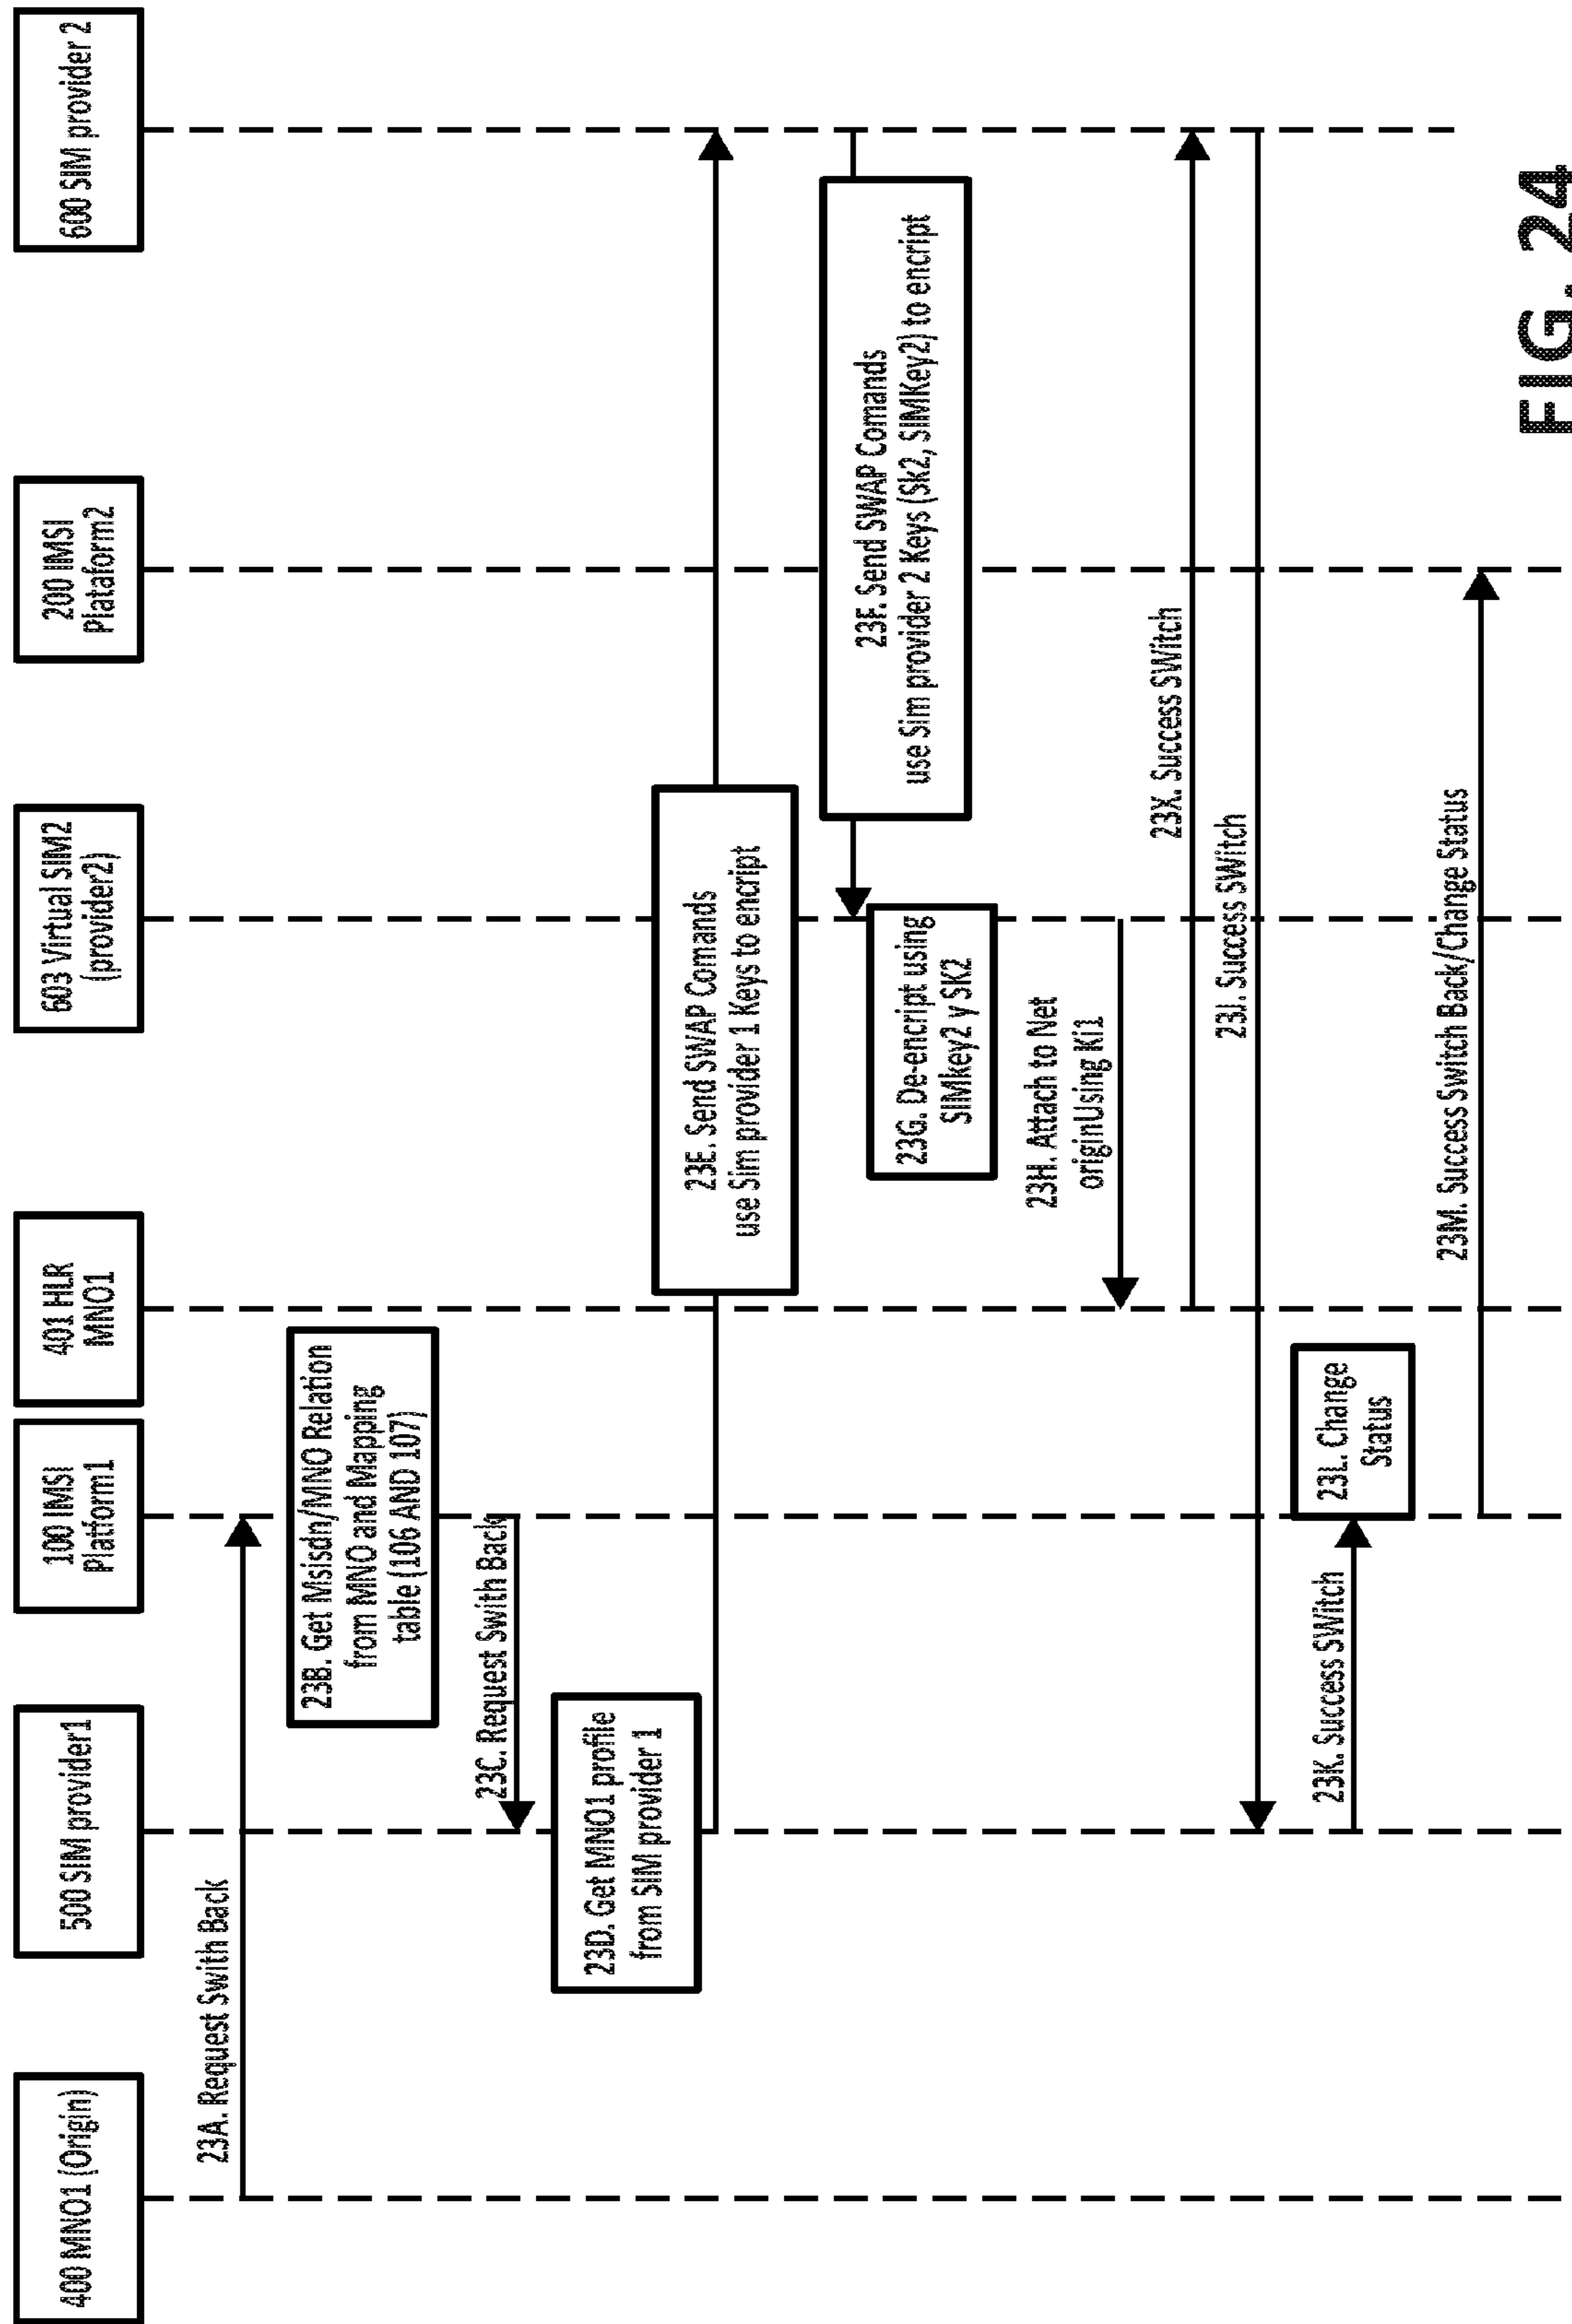 400 MNO1 (Origin)
500 SIM provider1
100 IMSI
Platform1
401 HLR
MNO1
603 Virtual SIM2
(provider2)
200 IMSI
Plataform2
600 SIM provider 2
23A. Request Swith Back
23B. Get Msisdn/MNO Relation
from MNO and Mapping
table (106 AND 107)
23C. Request Swith Back
23D. Get MNO1 profile
from SIM provider 1
23E. Send SWAP Comands
use Sim provider 1 Keys to encript
23F. Send SWAP Comands
use Sim provider 2 Keys (Sk2, SIMKey2) to encript
23G. De-encript using
SIMkey2 y SK2
23H. Attach to Net
originUsing Ki1
23X. Success SWitch
23J. Success SWitch
23K. Success SWitch
23L. Change
Status
23M. Success Switch Back/Change Status
FIG. 24